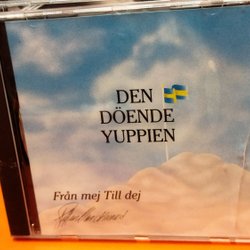 DEN
DÖENDE
YUPPIEN
Från mej Till dej